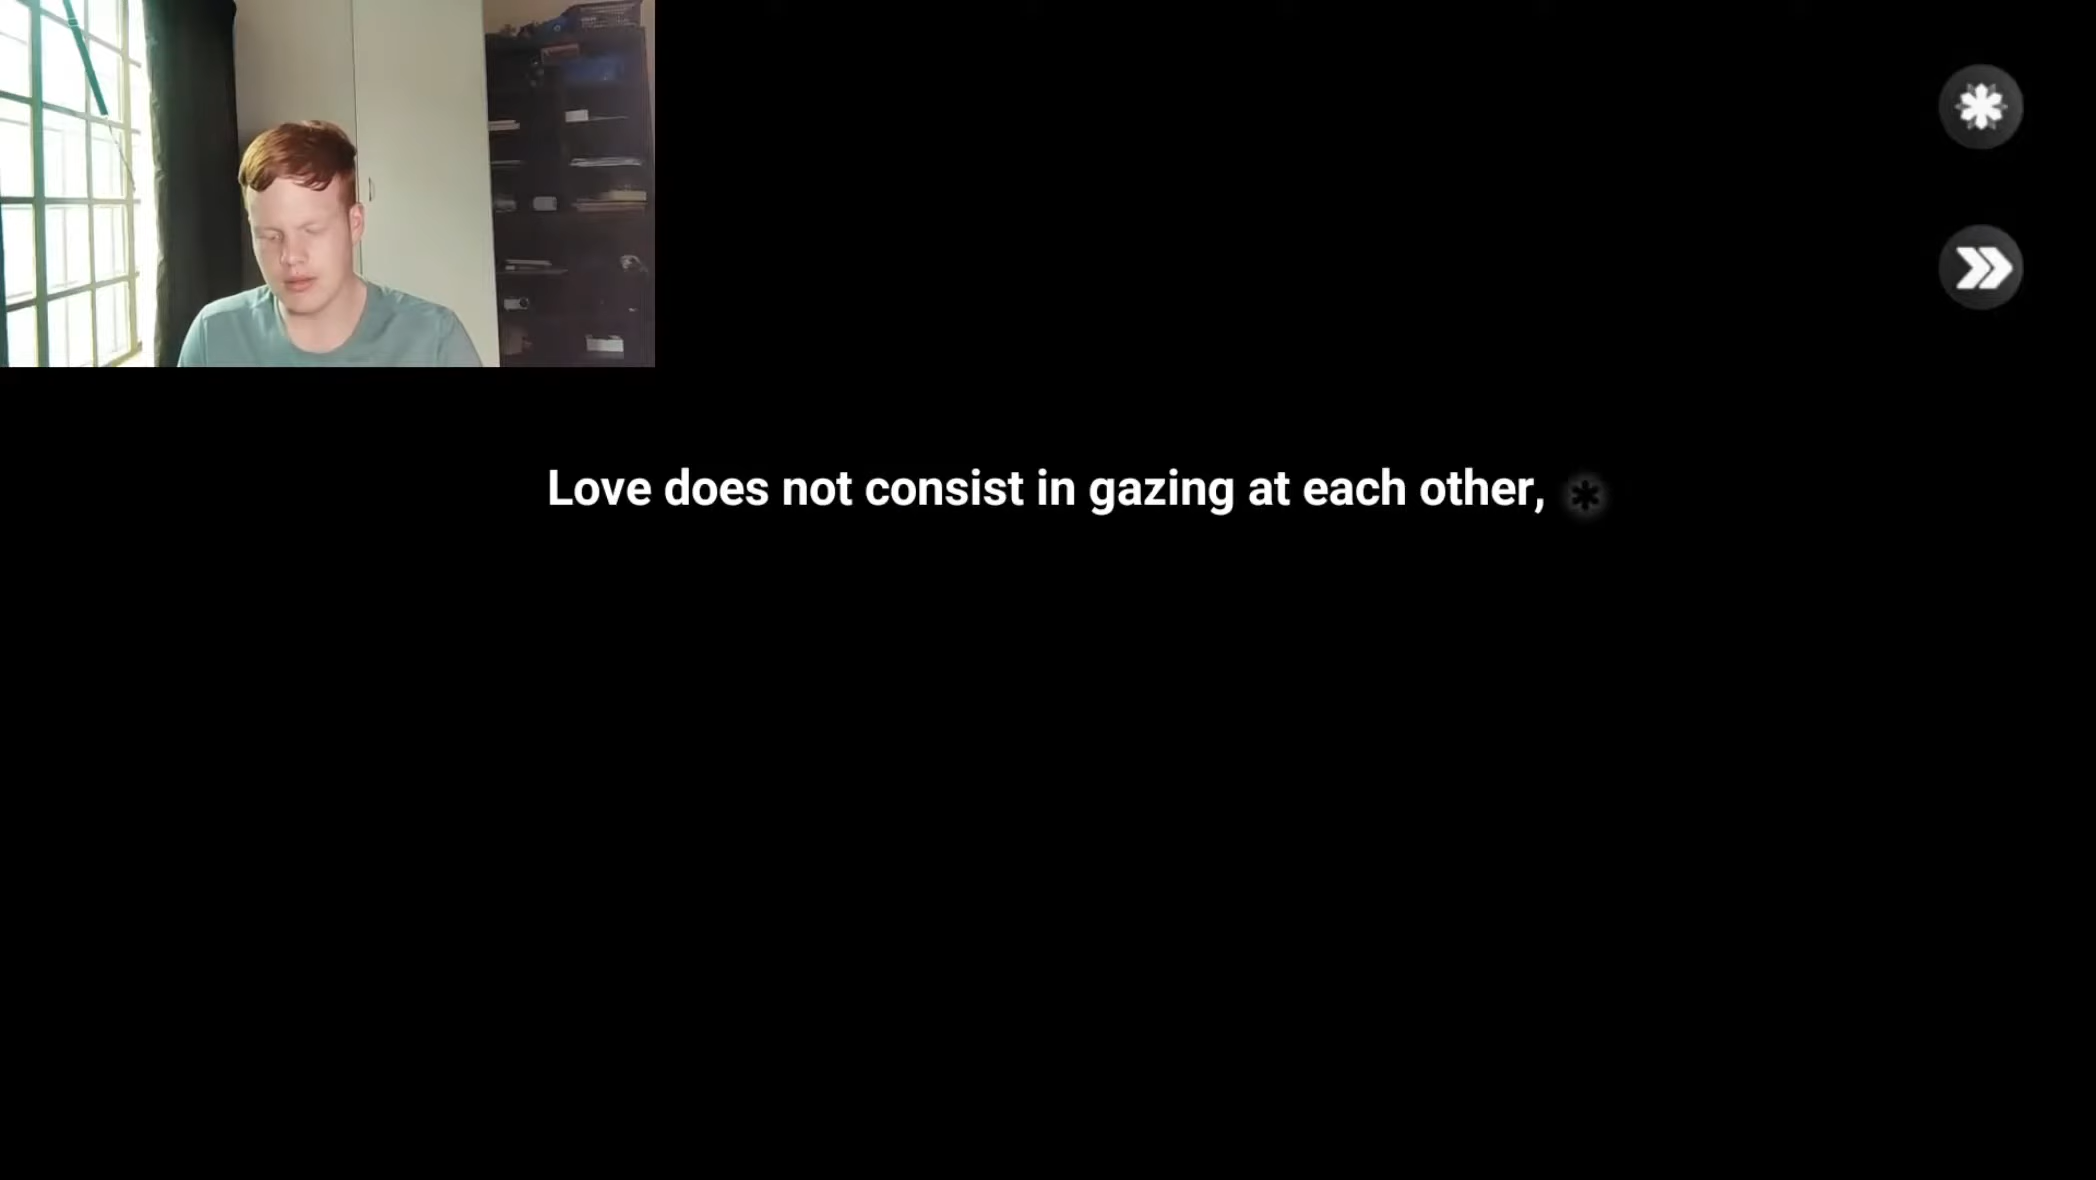 Love does not consist in gazing at each other,